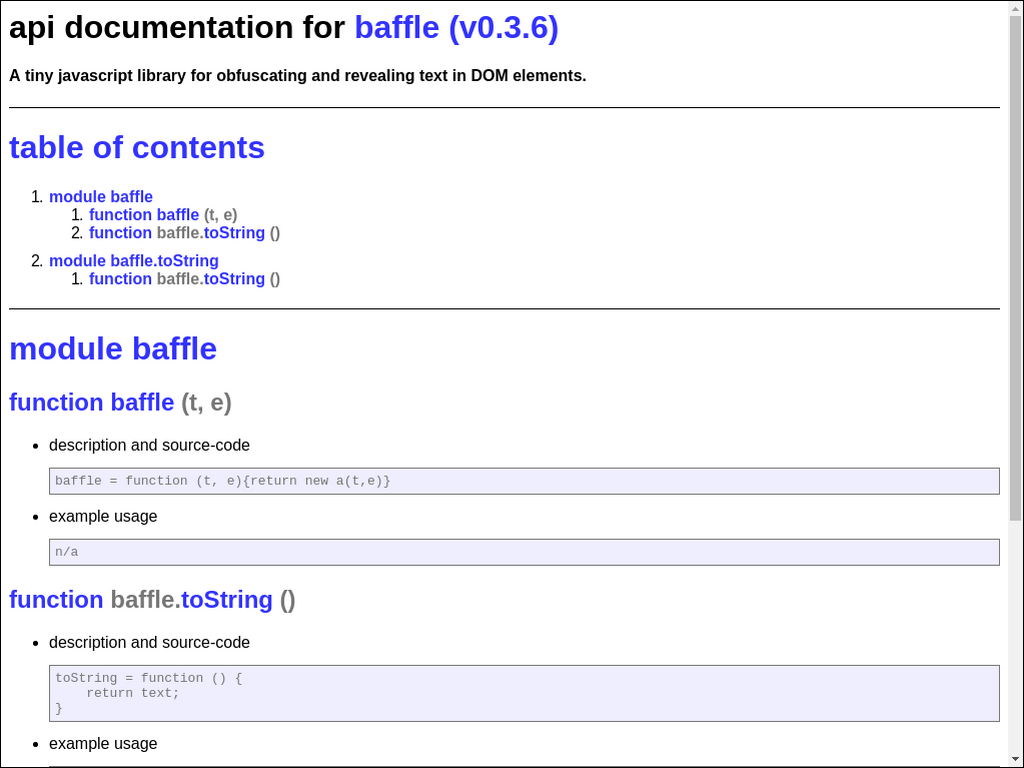 api documentation for baffle (v0.3.6)
A tiny javascript library for obfuscating and revealing text in DOM elements.
table of contents
1. module baffle
1. function baffle (t, e)
2. function baffle.toString ()
2. module baffle.toString
1. function baffle.toString ()
module baffle
function baffle (t, e)
• description and source-code
baffle = function (t, e){return new a(t,e)}
• example usage
n/a
function baffle.toString ()
• description and source-code
toString = function () {
    return text;
}
• example usage